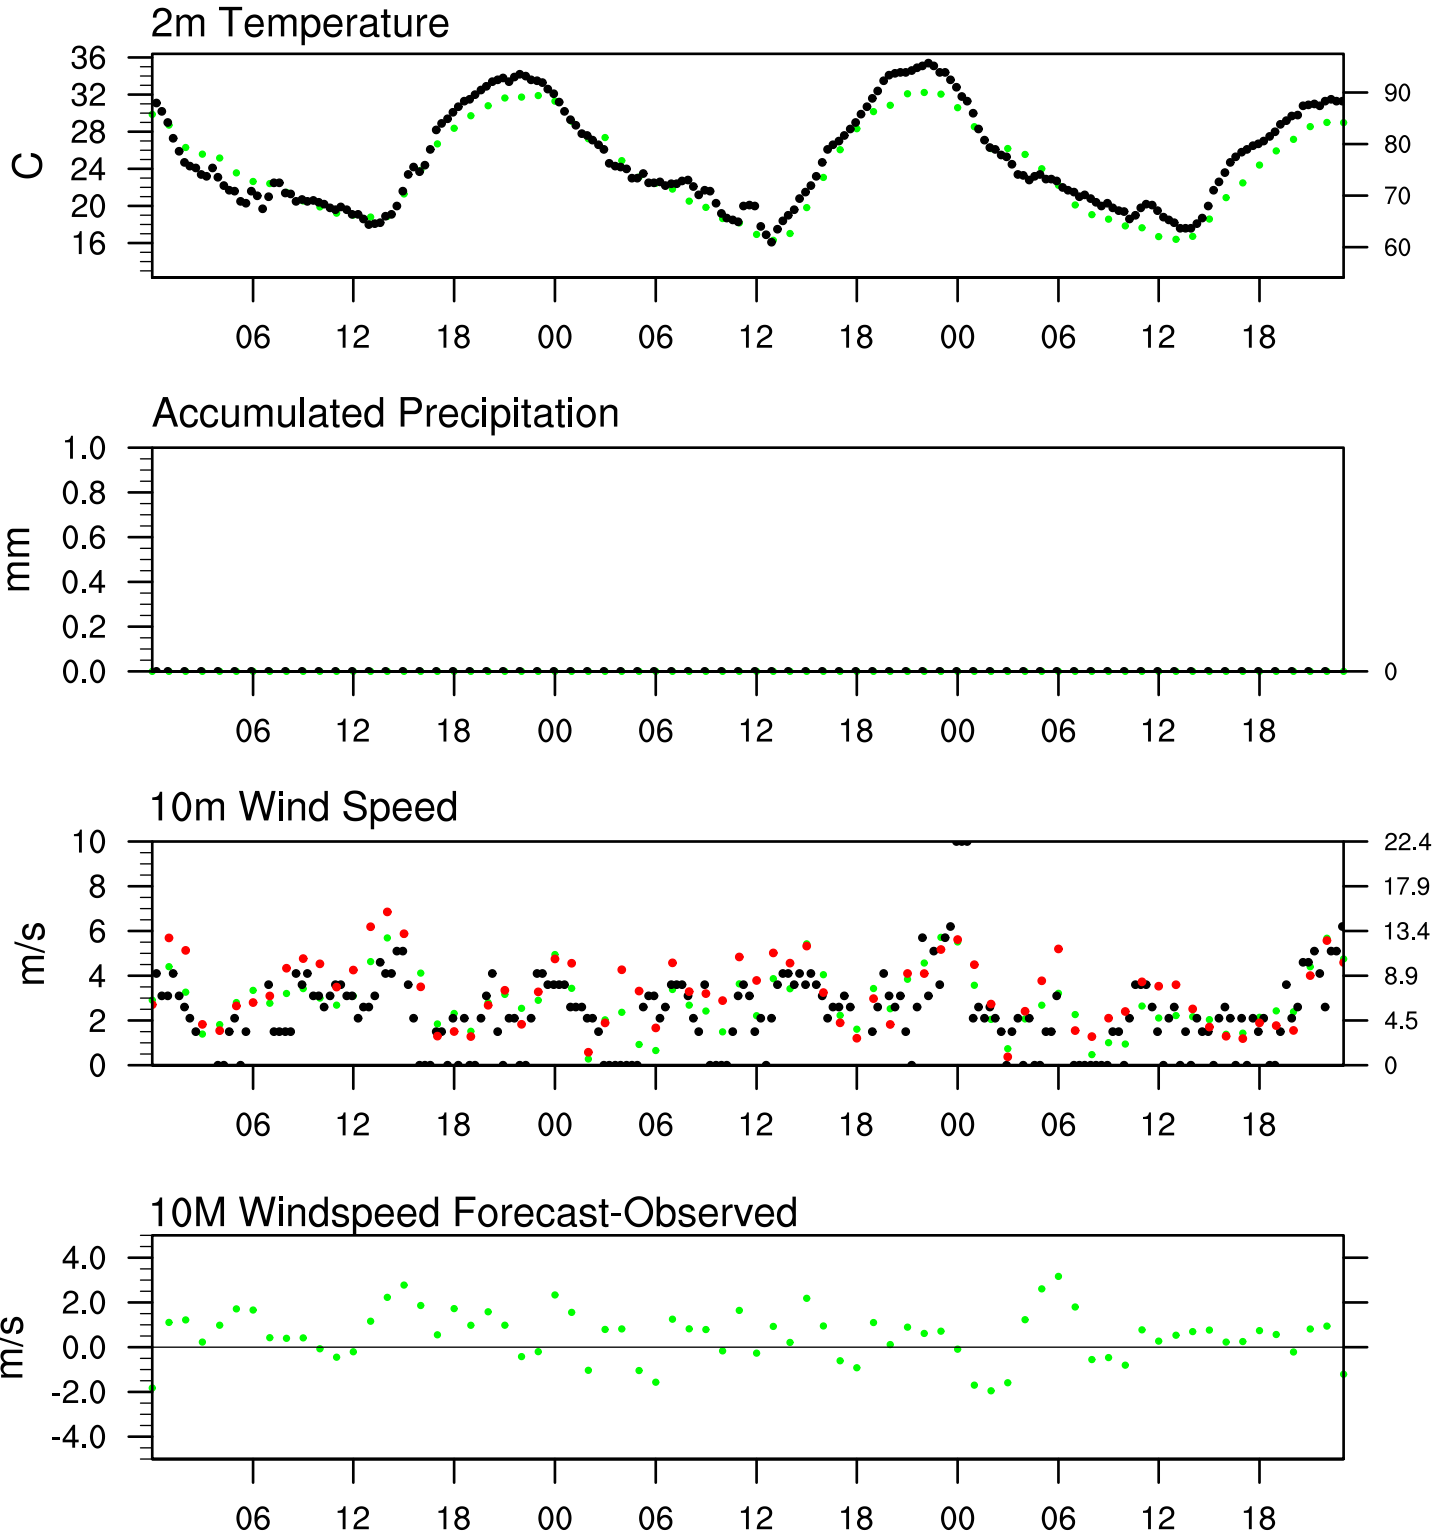 2m Temperature
36
32
28
24
20
16
C
90
80
70
60
06 12 18 00 06 12 18 00 06 12 18
Accumulated Precipitation
1.0
0.8
0.6
0.4
0.2
0.0
mm
0
06 12 18 00 06 12 18 00 06 12 18
10m Wind Speed
10
8
6
4
2
0
m/s
22.4
17.9
13.4
8.9
4.5
0
06 12 18 00 06 12 18 00 06 12 18
10M Windspeed Forecast-Observed
4.0
2.0
0.0
-2.0
-4.0
m/s
06 12 18 00 06 12 18 00 06 12 18